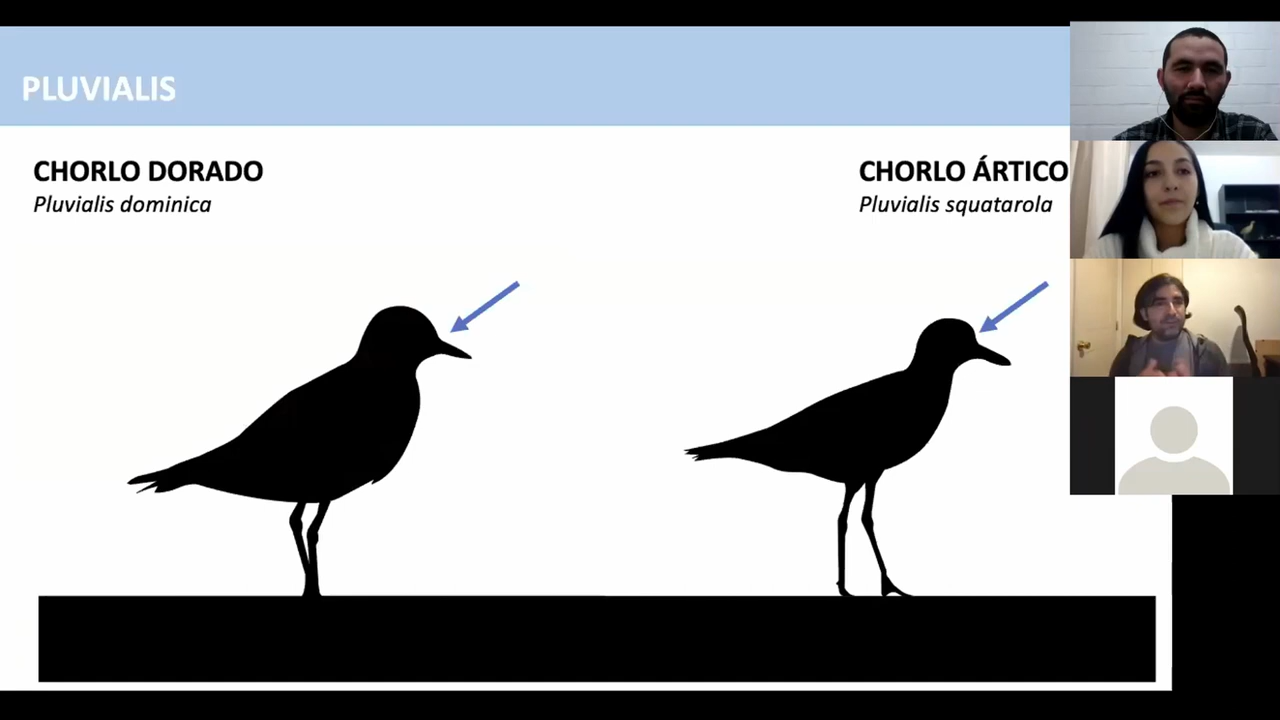 PLUVIALIS
CHORLO DORADO
Pluvialis dominica
CHORLO ÁRTICO
Pluvialis squatarola